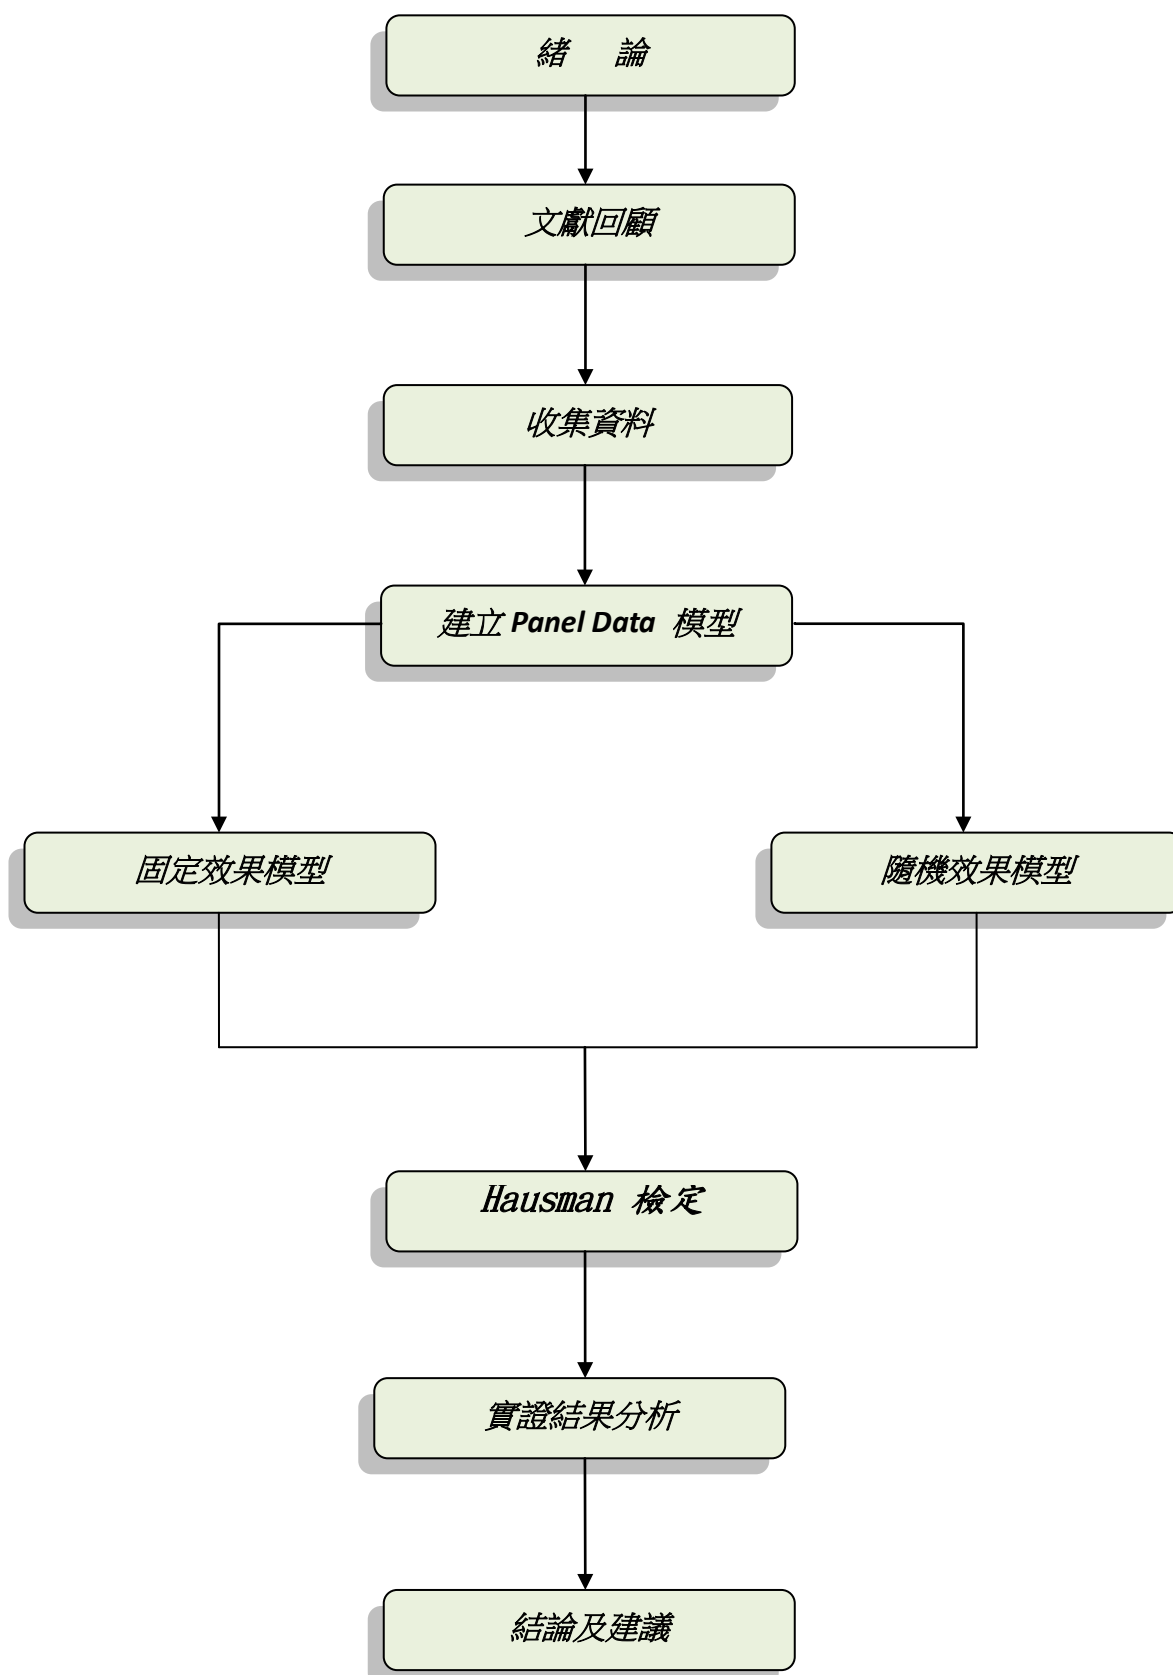 緒 論
文獻回顧
收集資料
建立 Panel Data 模型
固定效果模型
隨機效果模型
Hausman 檢定
實證結果分析
結論及建議